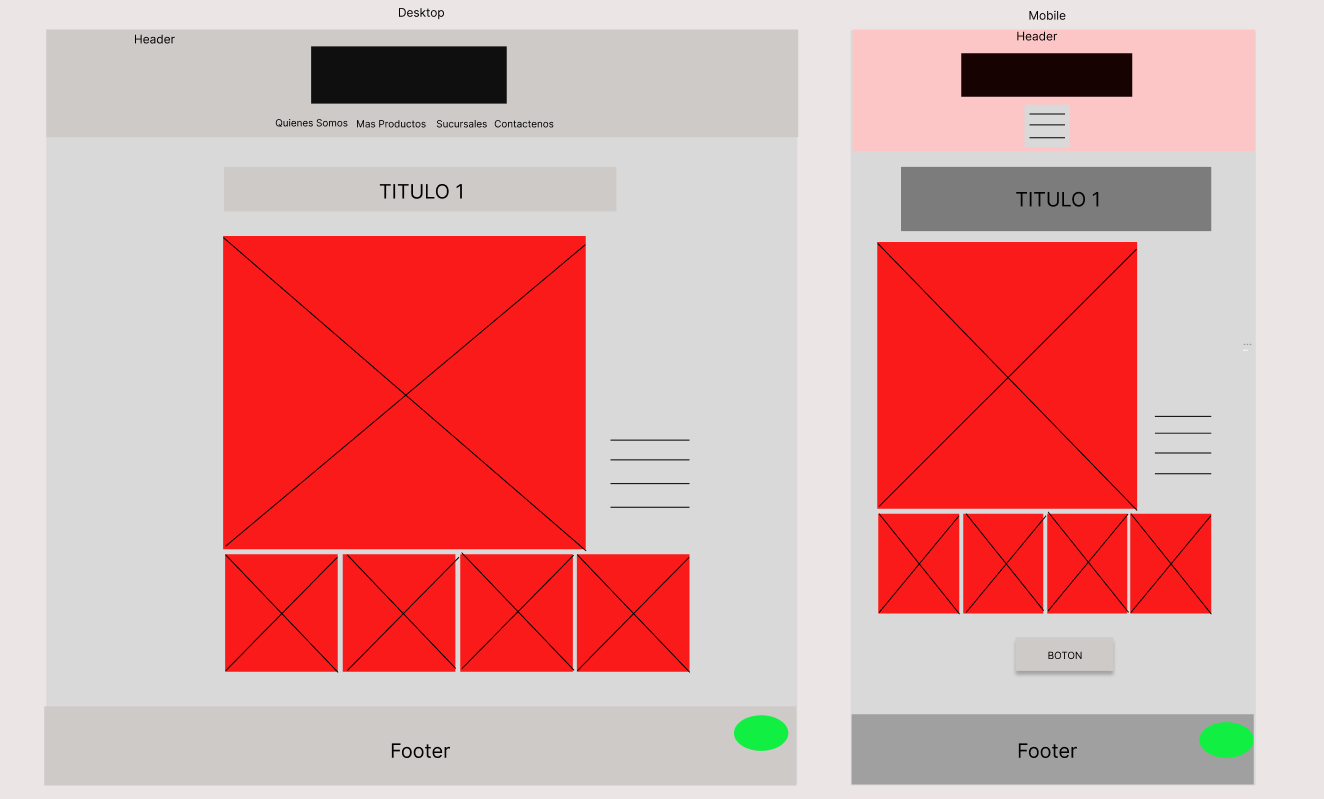 Desktop
Header
Quienes Somos Mas Productos Sucursales Contactenos
TITULO 1
Footer
Mobile
Header
TITULO 1
...
BOTON
Footer